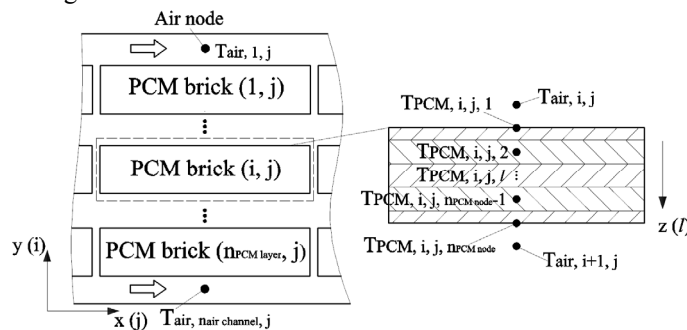 Air node
Tair, 1, j
PCM brick (1, j)
PCM brick (i, j)
PCM brick (nPCM layer, j)
y (i)
x (j)
Tair, nair channel, j
TPCM, i, j, 1
Tair, i, j
TPCM, i, j, 2
TPCM, i, j, l
TPCM, i, j, nPCM node-1
z (l)
TPCM, i, j, nPCM node
Tair, i+1, j